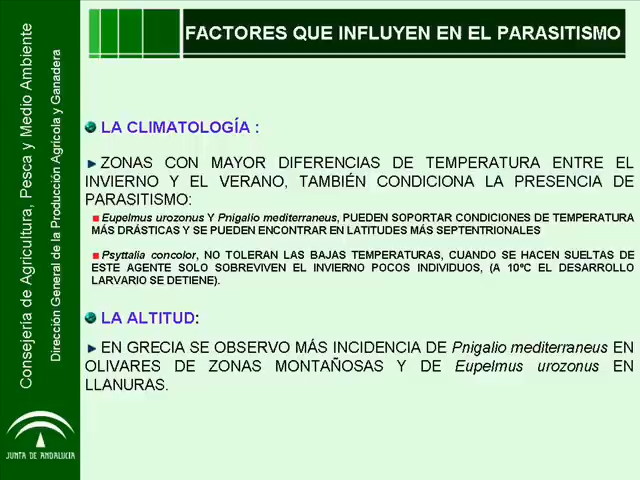 FACTORES QUE INFLUYEN EN EL PARASITISMO
LA CLIMATOLOGÍA :
ZONAS CON MAYOR DIFERENCIAS DE TEMPERATURA ENTRE EL
INVIERNO Y EL VERANO, TAMBIÉN CONDICIONA LA PRESENCIA DE
PARASITISMO:
Eupelmus urozonus Y Pnigalio mediterraneus, PUEDEN SOPORTAR CONDICIONES DE TEMPERATURA
MÁS DRÁSTICAS Y SE PUEDEN ENCONTRAR EN LATITUDES MÁS SEPTENTRIONALES
Psyttalia concolor, NO TOLERAN LAS BAJAS TEMPERATURAS, CUANDO SE HACEN SUELTAS DE
ESTE AGENTE SOLO SOBREVIVEN EL INVIERNO POCOS INDIVIDUOS, (A 10ºC EL DESARROLLO
LARVARIO SE DETIENE).
LA ALTITUD:
EN GRECIA SE OBSERVO MÁS INCIDENCIA DE Pnigalio mediterraneus EN
OLIVARES DE ZONAS MONTAÑOSAS Y DE Eupelmus urozonus EN
LLANURAS.
Consejería de Agricultura, Pesca y Medio Ambiente
Dirección General de la Producción Agrícola y Ganadera
JUNTA DE ANDALUCIA